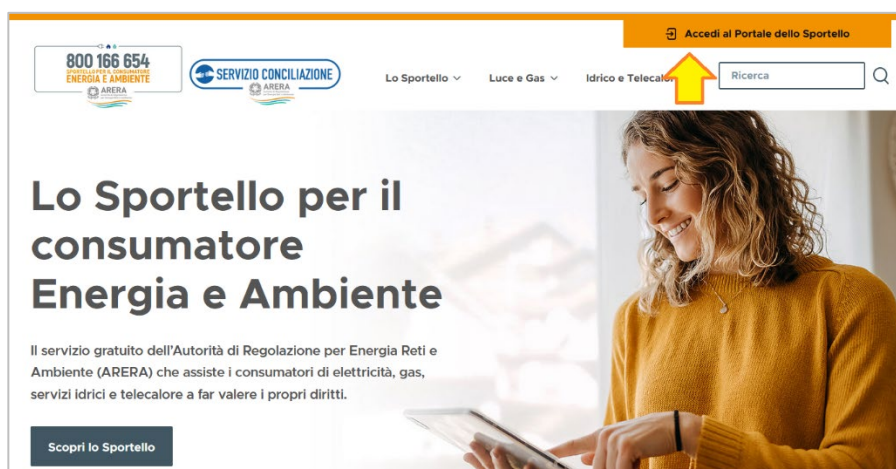 Accedi al Portale dello Sportello
800 166 654
SPORTELLO PER IL CONSUMATORE
ENERGIA E AMBIENTE
ARERA
SERVIZIO CONCILIAZIONE
ARERA
Lo Sportello
Luce e Gas
Idrico e
Ricerca
Lo Sportello per il
consumatore
Energia e Ambiente
Il servizio gratuito dell'Autorità di Regolazione per Energia Reti e
Ambiente (ARERA) che assiste i consumatori di elettricità, gas,
servizi idrici e telecalore a far valere i propri diritti.
Scopri lo Sportello